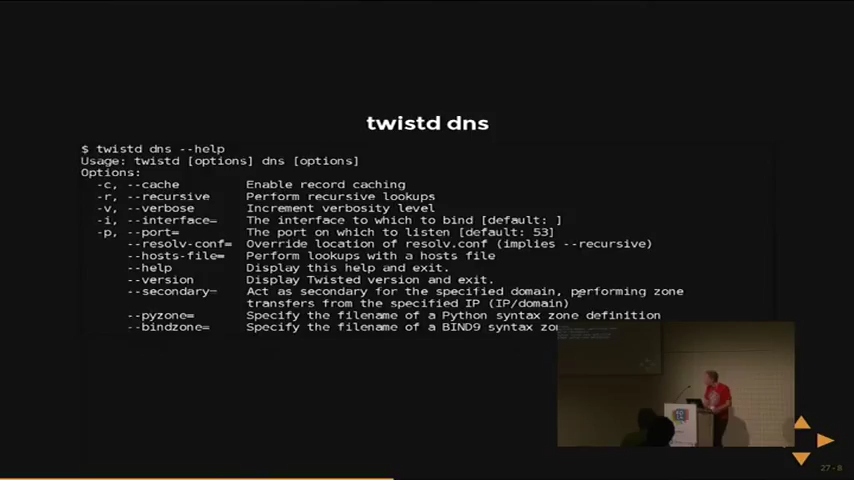 twistd dns
$ twistd dns --help
Usage: twistd [options] dns [options]
Options:
-c, --cache Enable record caching
-r, --recursive Perform recursive lookups
-v, --verbose Increment verbosity level
-i, --interface= The interface to which to bind [default: ]
-p, --port= The port on which to listen [default: 53]
--resolv-conf= Override location of resolv.conf (implies --recursive)
--hosts-file= Perform lookups with a hosts file
--help Display this help and exit.
--version Display Twisted version and exit.
--secondary= Act as secondary for the specified domain, performing zone
transfers from the specified IP (IP/domain)
--pyzone= Specify the filename of a Python syntax zone definition
--bindzone= Specify the filename of a BIND9 syntax
27 - 8